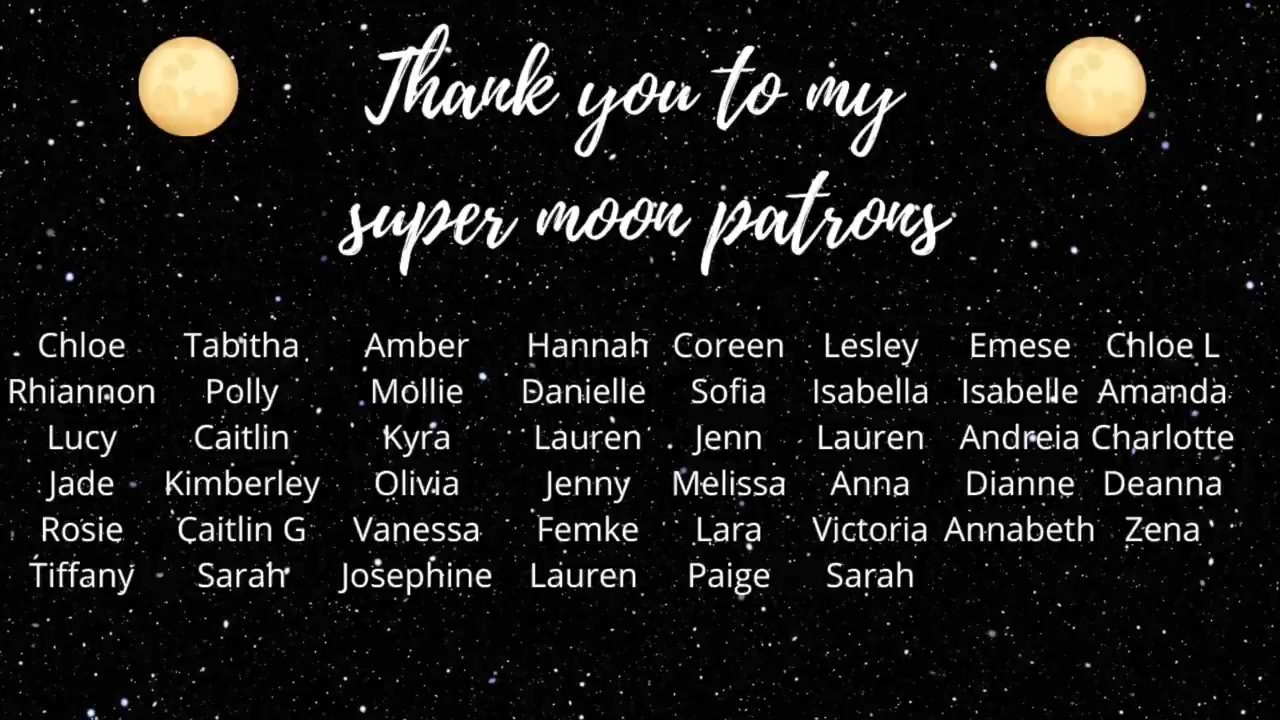 Thank you to my
super moon patrons
Chloe Tabitha Amber Hannah Coreen Lesley Emese Chloe L
Rhiannon Polly Mollie Danielle Sofia Isabella Isabelle Amanda
Lucy Caitlin Kyra Lauren Jenn Lauren Andreia Charlotte
Jade Kimberley Olivia Jenny Melissa Anna Dianne Deanna
Rosie Caitlin G Vanessa Femke Lara Victoria Annabeth Zena
Tiffany Sarah Josephine Lauren Paige Sarah